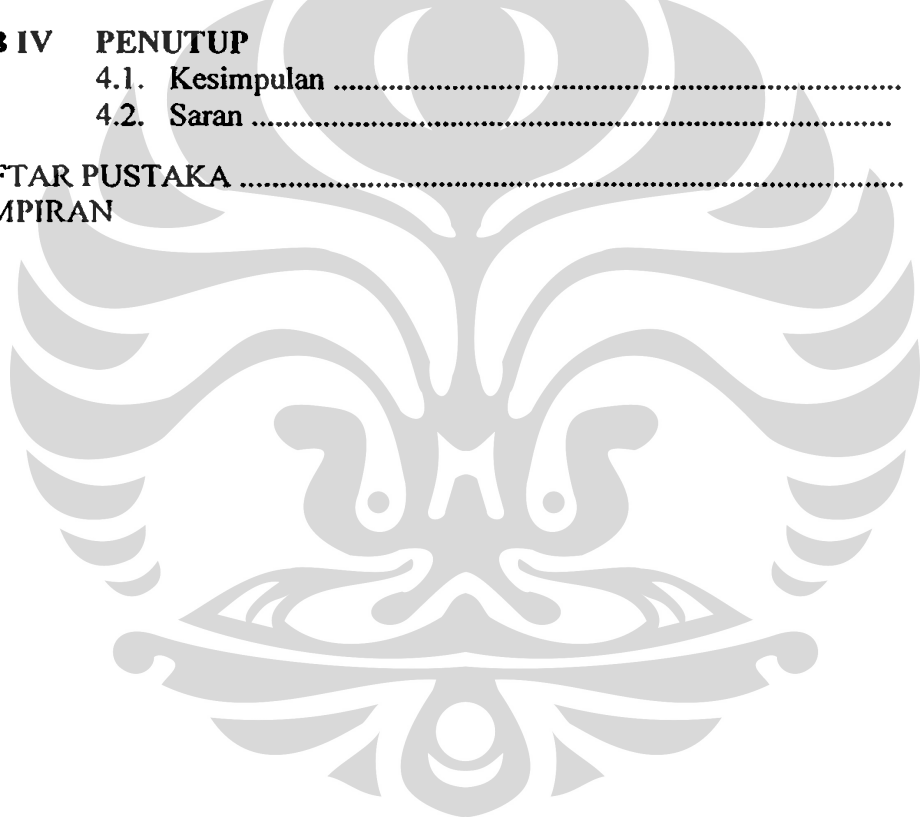 B IV PENUTUP
4.1. Kesimpulan ........................................................................
4.2. Saran ........................................................................
FTAR PUSTAKA ........................................................................
MPIRAN